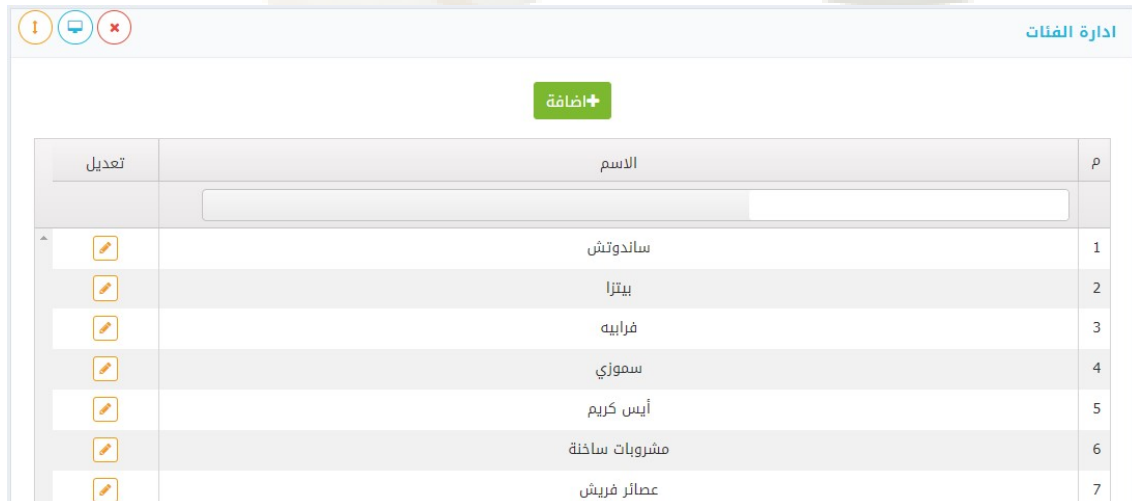 ادارة الفئات
اضافة
م الاسم تعديل
1 ساندوتش
2 بيتزا
3 فرابيه
4 سموزي
5 أيس كريم
6 مشروبات ساخنة
7 عصائر فريش